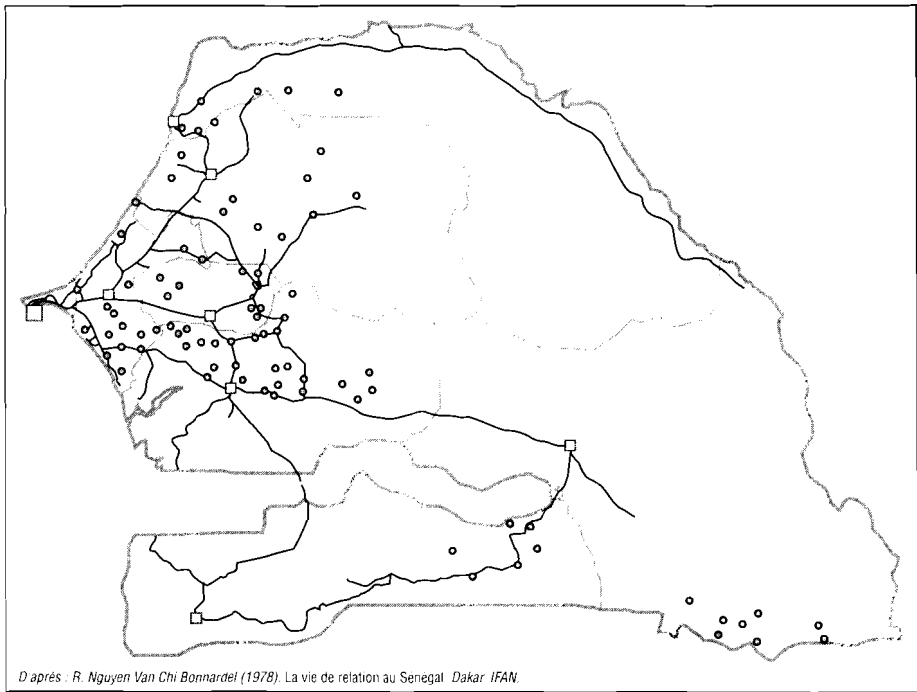 D'après : R. Nguyen Van Chi Bonnardel (1978). La vie de relation au Sénégal. Dakar IFAN.